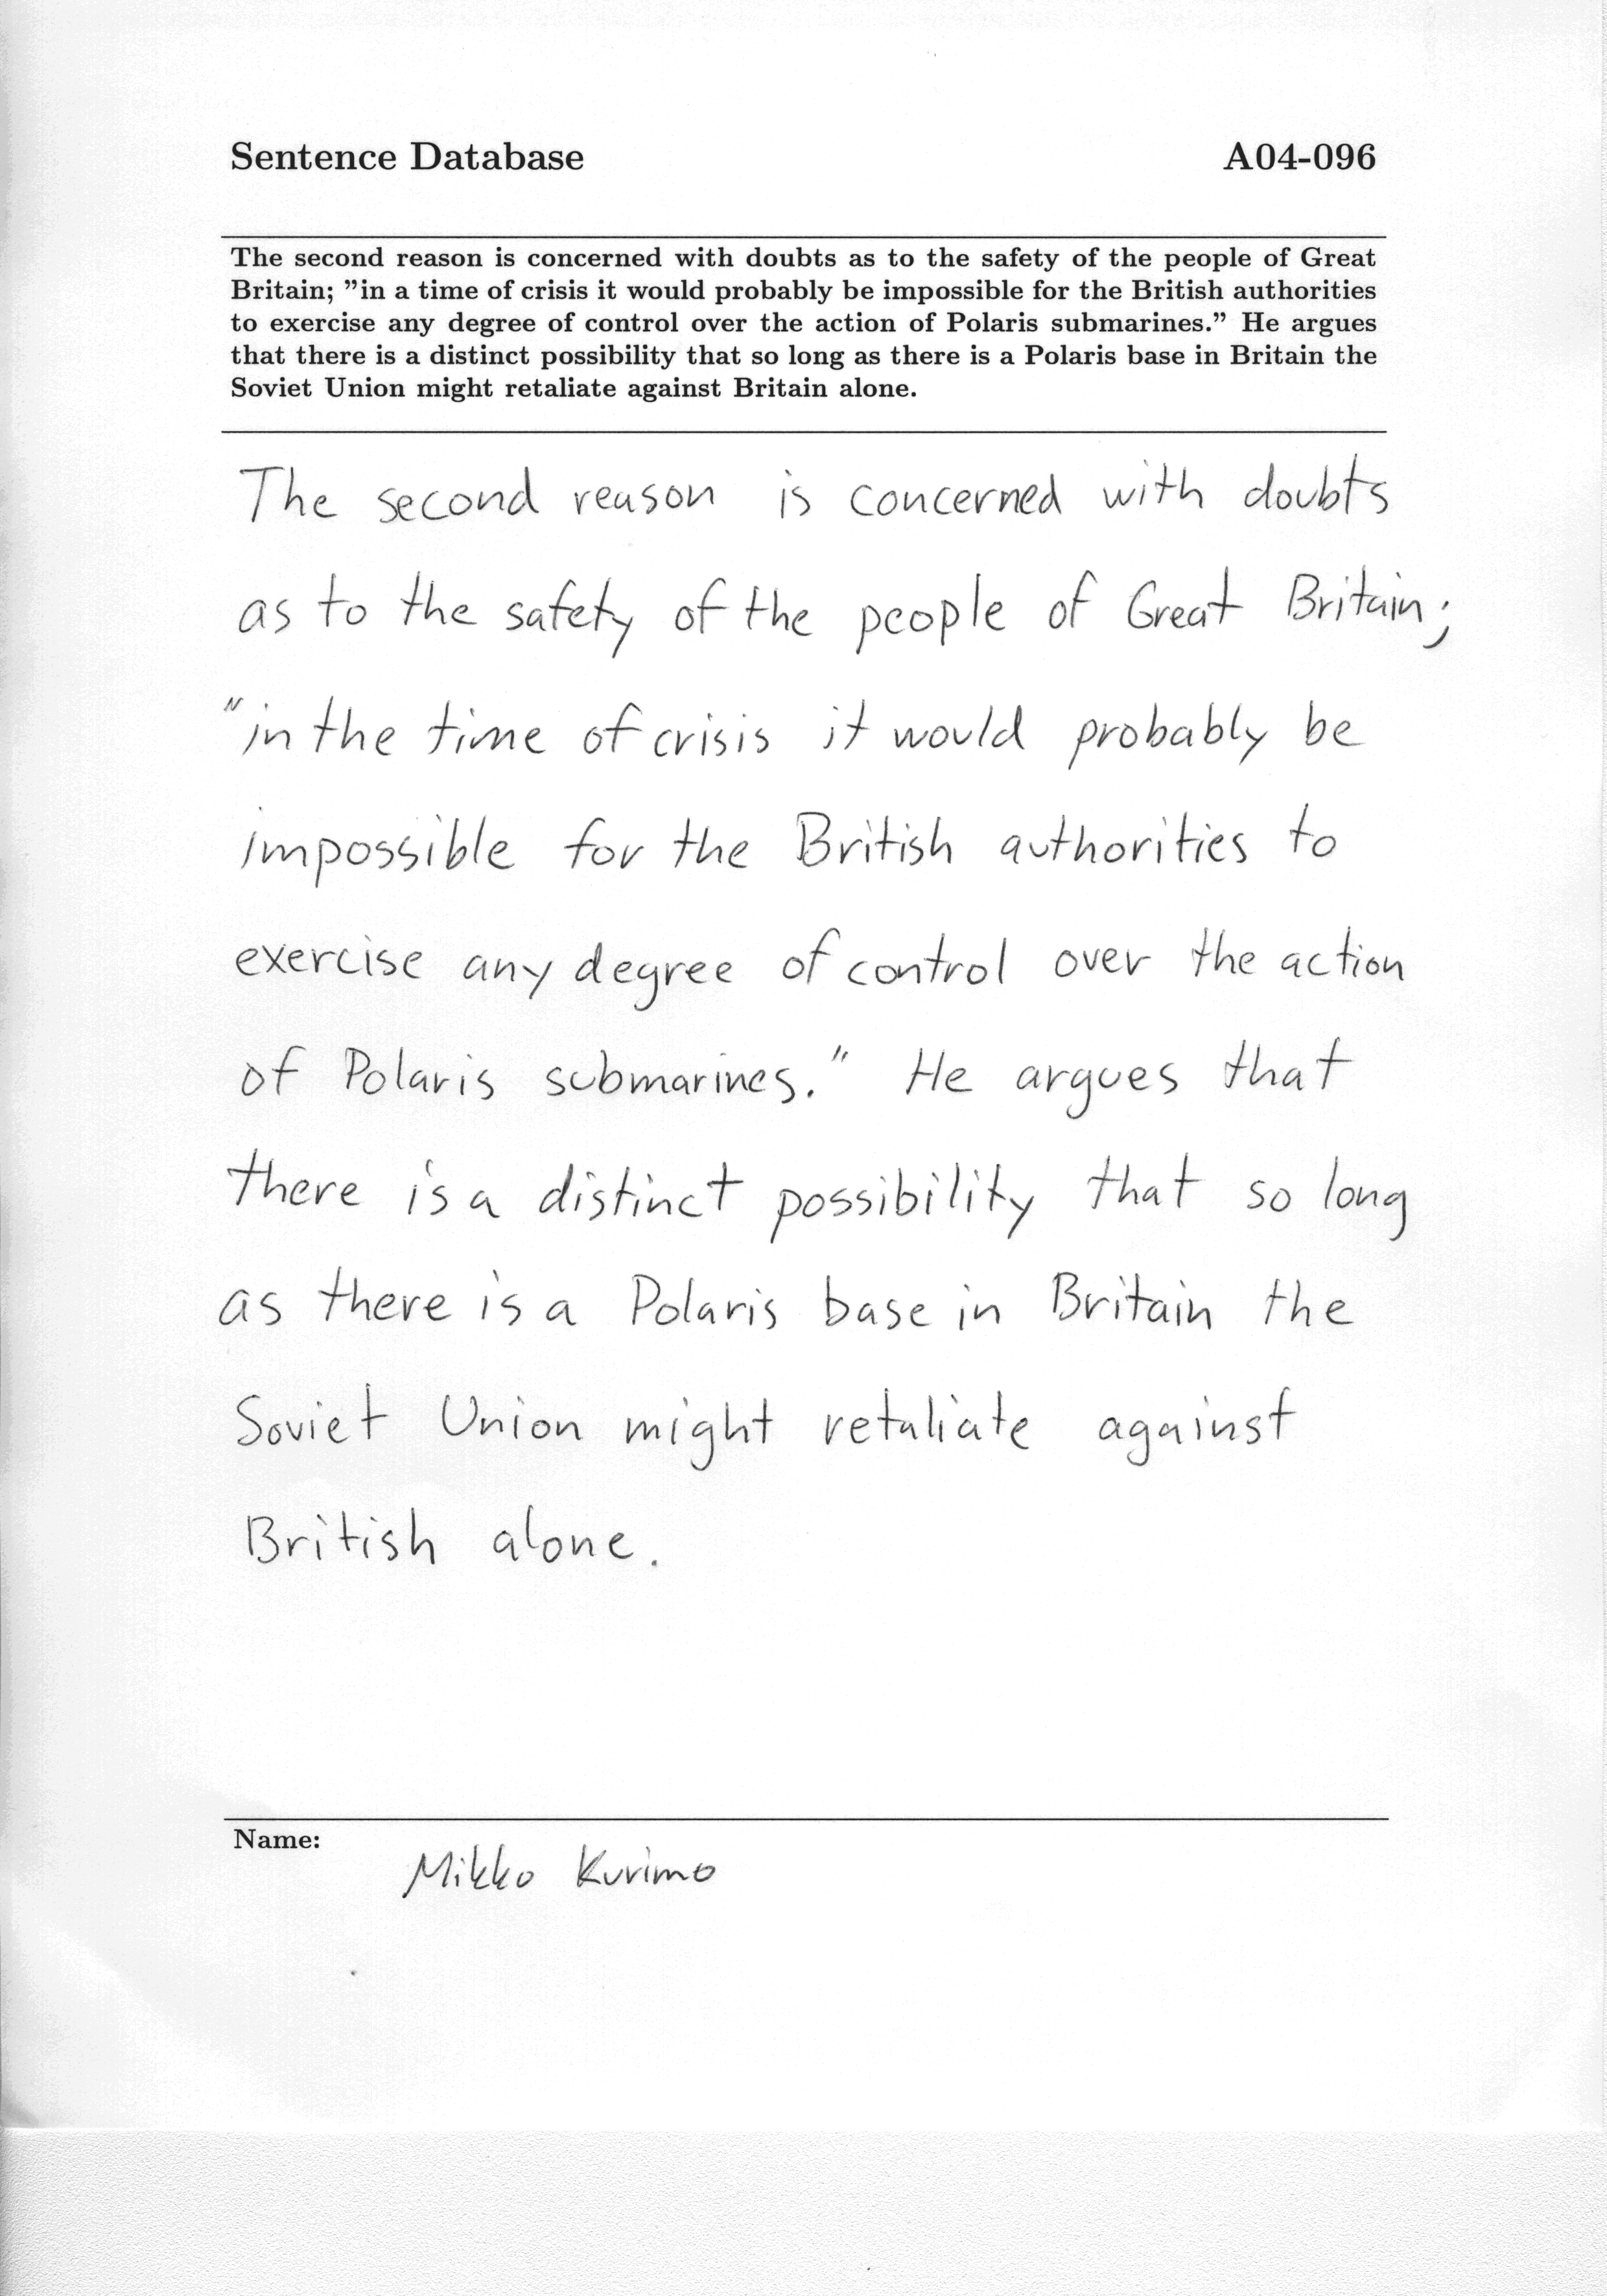 Sentence Database A04-096
The second reason is concerned with doubts as to the safety of the people of Great
Britain; ”in a time of crisis it would probably be impossible for the British authorities
to exercise any degree of control over the action of Polaris submarines.” He argues
that there is a distinct possibility that so long as there is a Polaris base in Britain the
Soviet Union might retaliate against Britain alone.
The second reason is concerned with doubts
as to the safety of the people of Great Britain;
"in the time of crisis it would probably be
impossible for the British authorities to
exercise any degree of control over the action
of Polaris submarines." He argues that
there is a distinct possibility that so long
as there is a Polaris base in Britain the
Soviet Union might retaliate against
British alone.
Name:
Mikko Kurimo